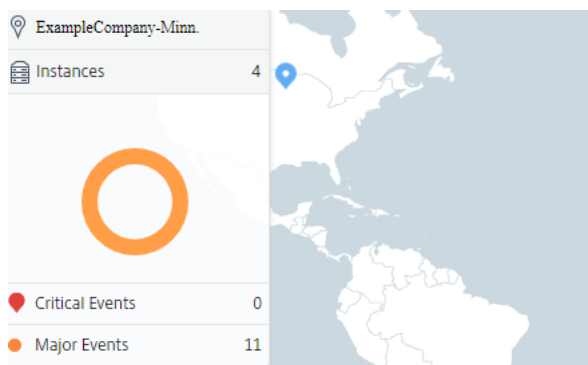 ExampleCompany-Minn.
Instances 4
Critical Events 0
Major Events 11